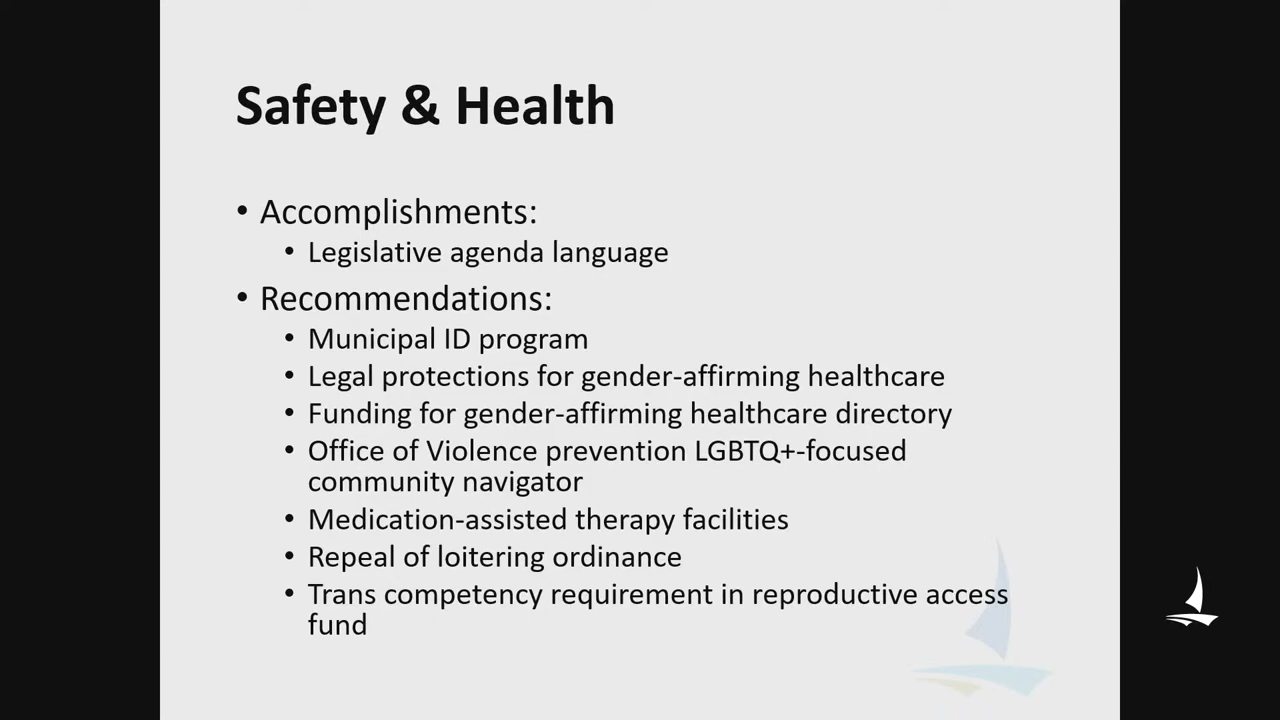 Safety & Health
• Accomplishments:
• Legislative agenda language
• Recommendations:
• Municipal ID program
• Legal protections for gender-affirming healthcare
• Funding for gender-affirming healthcare directory
• Office of Violence prevention LGBTQ+-focused
community navigator
• Medication-assisted therapy facilities
• Repeal of loitering ordinance
• Trans competency requirement in reproductive access
fund